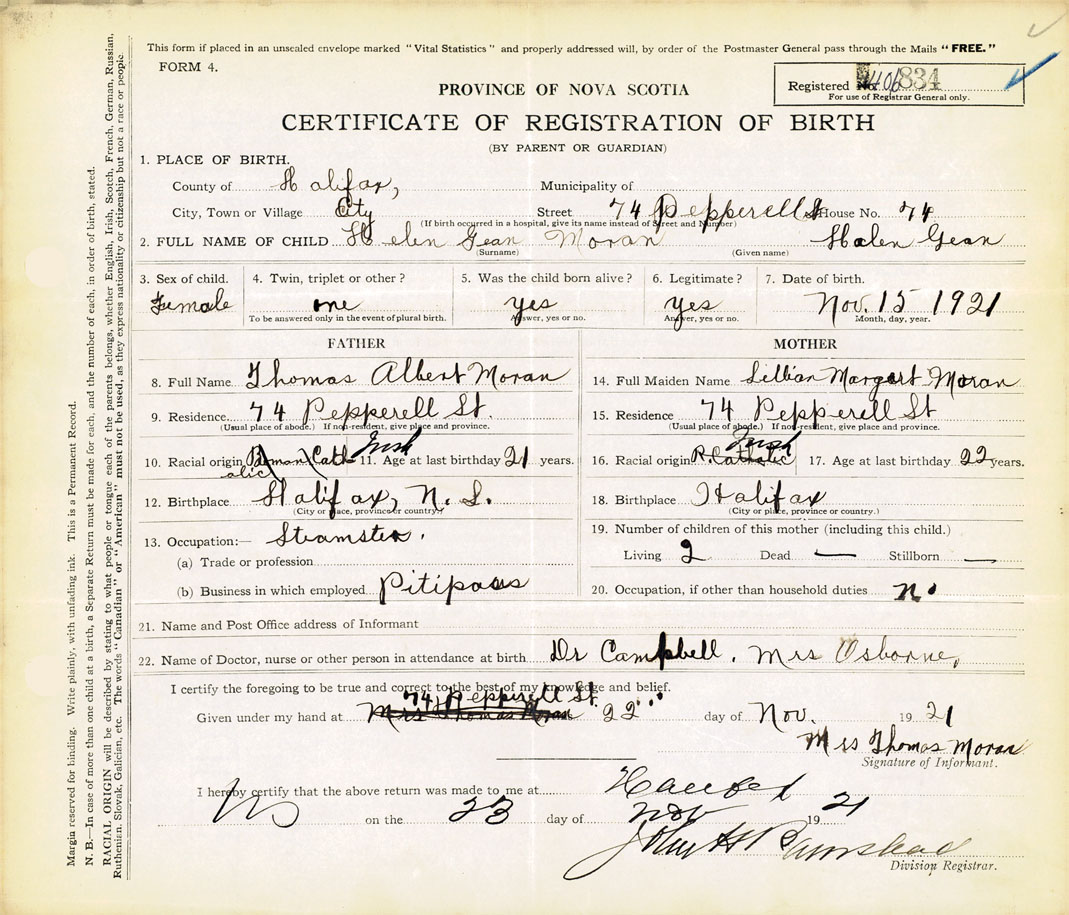 This form if placed in an unsealed envelope marked "Vital Statistics" and properly addressed will, by order of the Postmaster General pass through the Mails "FREE."
FORM 4.
Registered No. 834
For use of Registrar General only.
PROVINCE OF NOVA SCOTIA
CERTIFICATE OF REGISTRATION OF BIRTH
(BY PARENT OR GUARDIAN)
1. PLACE OF BIRTH.
County of Halifax, Municipality of
City, Town or Village City Street 74 Pepperell St House No. 74
(If birth occurred in a hospital, give its name instead of Street and Number)
2. FULL NAME OF CHILD Helen Gean Moran Halen Gean
(Surname) (Given name)
3. Sex of child. 4. Twin, triplet or other? 5. Was the child born alive? 6. Legitimate? 7. Date of birth.
Female one yes Yes Nov. 15 1921
To be answered only in the event of plural birth. Answer, yes or no. Answer, yes or no. Month, day, year.
FATHER MOTHER
8. Full Name Thomas Albert Moran 14. Full Maiden Name Lillian Margart Moran
9. Residence 74 Pepperell St. 15. Residence 74 Pepperell St
(Usual place of abode.) If non-resident, give place and province. (Usual place of abode.) If non-resident, give place and province.
Irish Irish
10. Racial origin Roman Cath 11. Age at last birthday 21 years. 16. Racial origin R. Catholic 17. Age at last birthday 22 years.
alic
12. Birthplace Halifax, N. S. 18. Birthplace Halifax
(City or place, province or country.) (City or place, province or country.)
13. Occupation:— Steamster. 19. Number of children of this mother (including this child.)
(a) Trade or profession Living 2 Dead — Stillborn —
(b) Business in which employed Pitipaas 20. Occupation, if other than household duties no
21. Name and Post Office address of Informant
22. Name of Doctor, nurse or other person in attendance at birth Dr Campbell. Mrs Osborne,
I certify the foregoing to be true and correct to the best of my knowledge and belief.
74 Pepperell St.
Given under my hand at Mrs Thomas Moran 22" day of Nov. 1921
Mrs Thomas Moran
Signature of Informant.
I hereby certify that the above return was made to me at
NS on the 23 day of Nov 1921
John H
Division Registrar.
Margin reserved for binding. Write plainly, with unfading ink. This is a Permanent Record.
N. B.—In case of more than one child at a birth, a Separate Return must be made for each, and the number of each, in order of birth, stated.
RACIAL ORIGIN will be described by stating to what people or tongue each of the parents belongs, whether English, Irish, Scotch, French, German, Russian,
Ruthenian, Slovak, Galician, etc. The words "Canadian" or "American" must not be used, as they express nationality or citizenship but not a race or people.